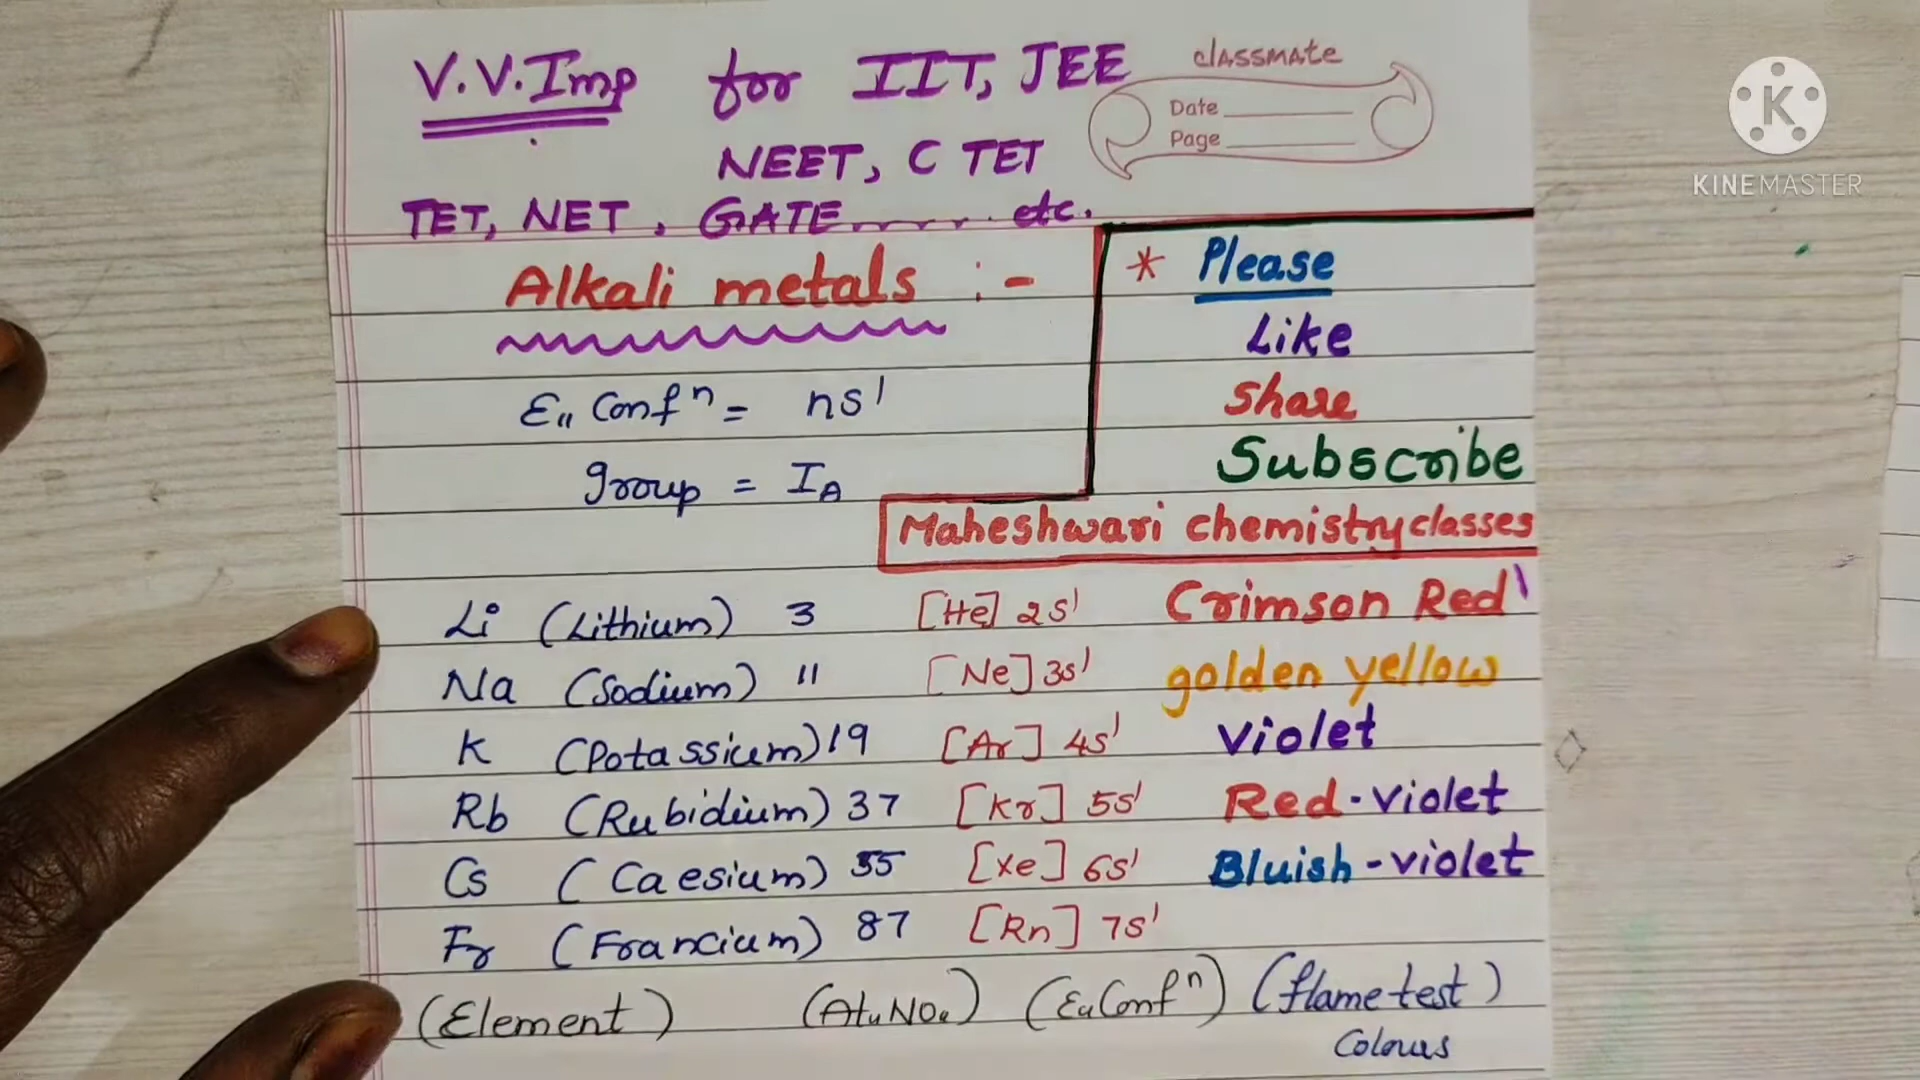 V.V.Imp for IIT, JEE
classmate
Date
Page
KINEMASTER
NEET, C TET
TET, NET, GATE........ etc.
Alkali metals :-
* Please
Like
Share
Subscribe
Maheshwari chemistry classes
E₁₁ Confⁿ = ns¹
group = I_A
Li (Lithium) 3 [He] 2s¹ Crimson Red
Na (Sodium) 11 [Ne] 3s¹ golden yellow
K (Potassium) 19 [Ar] 4s¹ Violet
Rb (Rubidium) 37 [Kr] 5s¹ Red-violet
Cs (Caesium) 55 [Xe] 6s¹ Bluish-violet
Fr (Francium) 87 [Rn] 7s¹
(Element) (At. No.) (E₁₁ Confⁿ) (flame test)
Colours